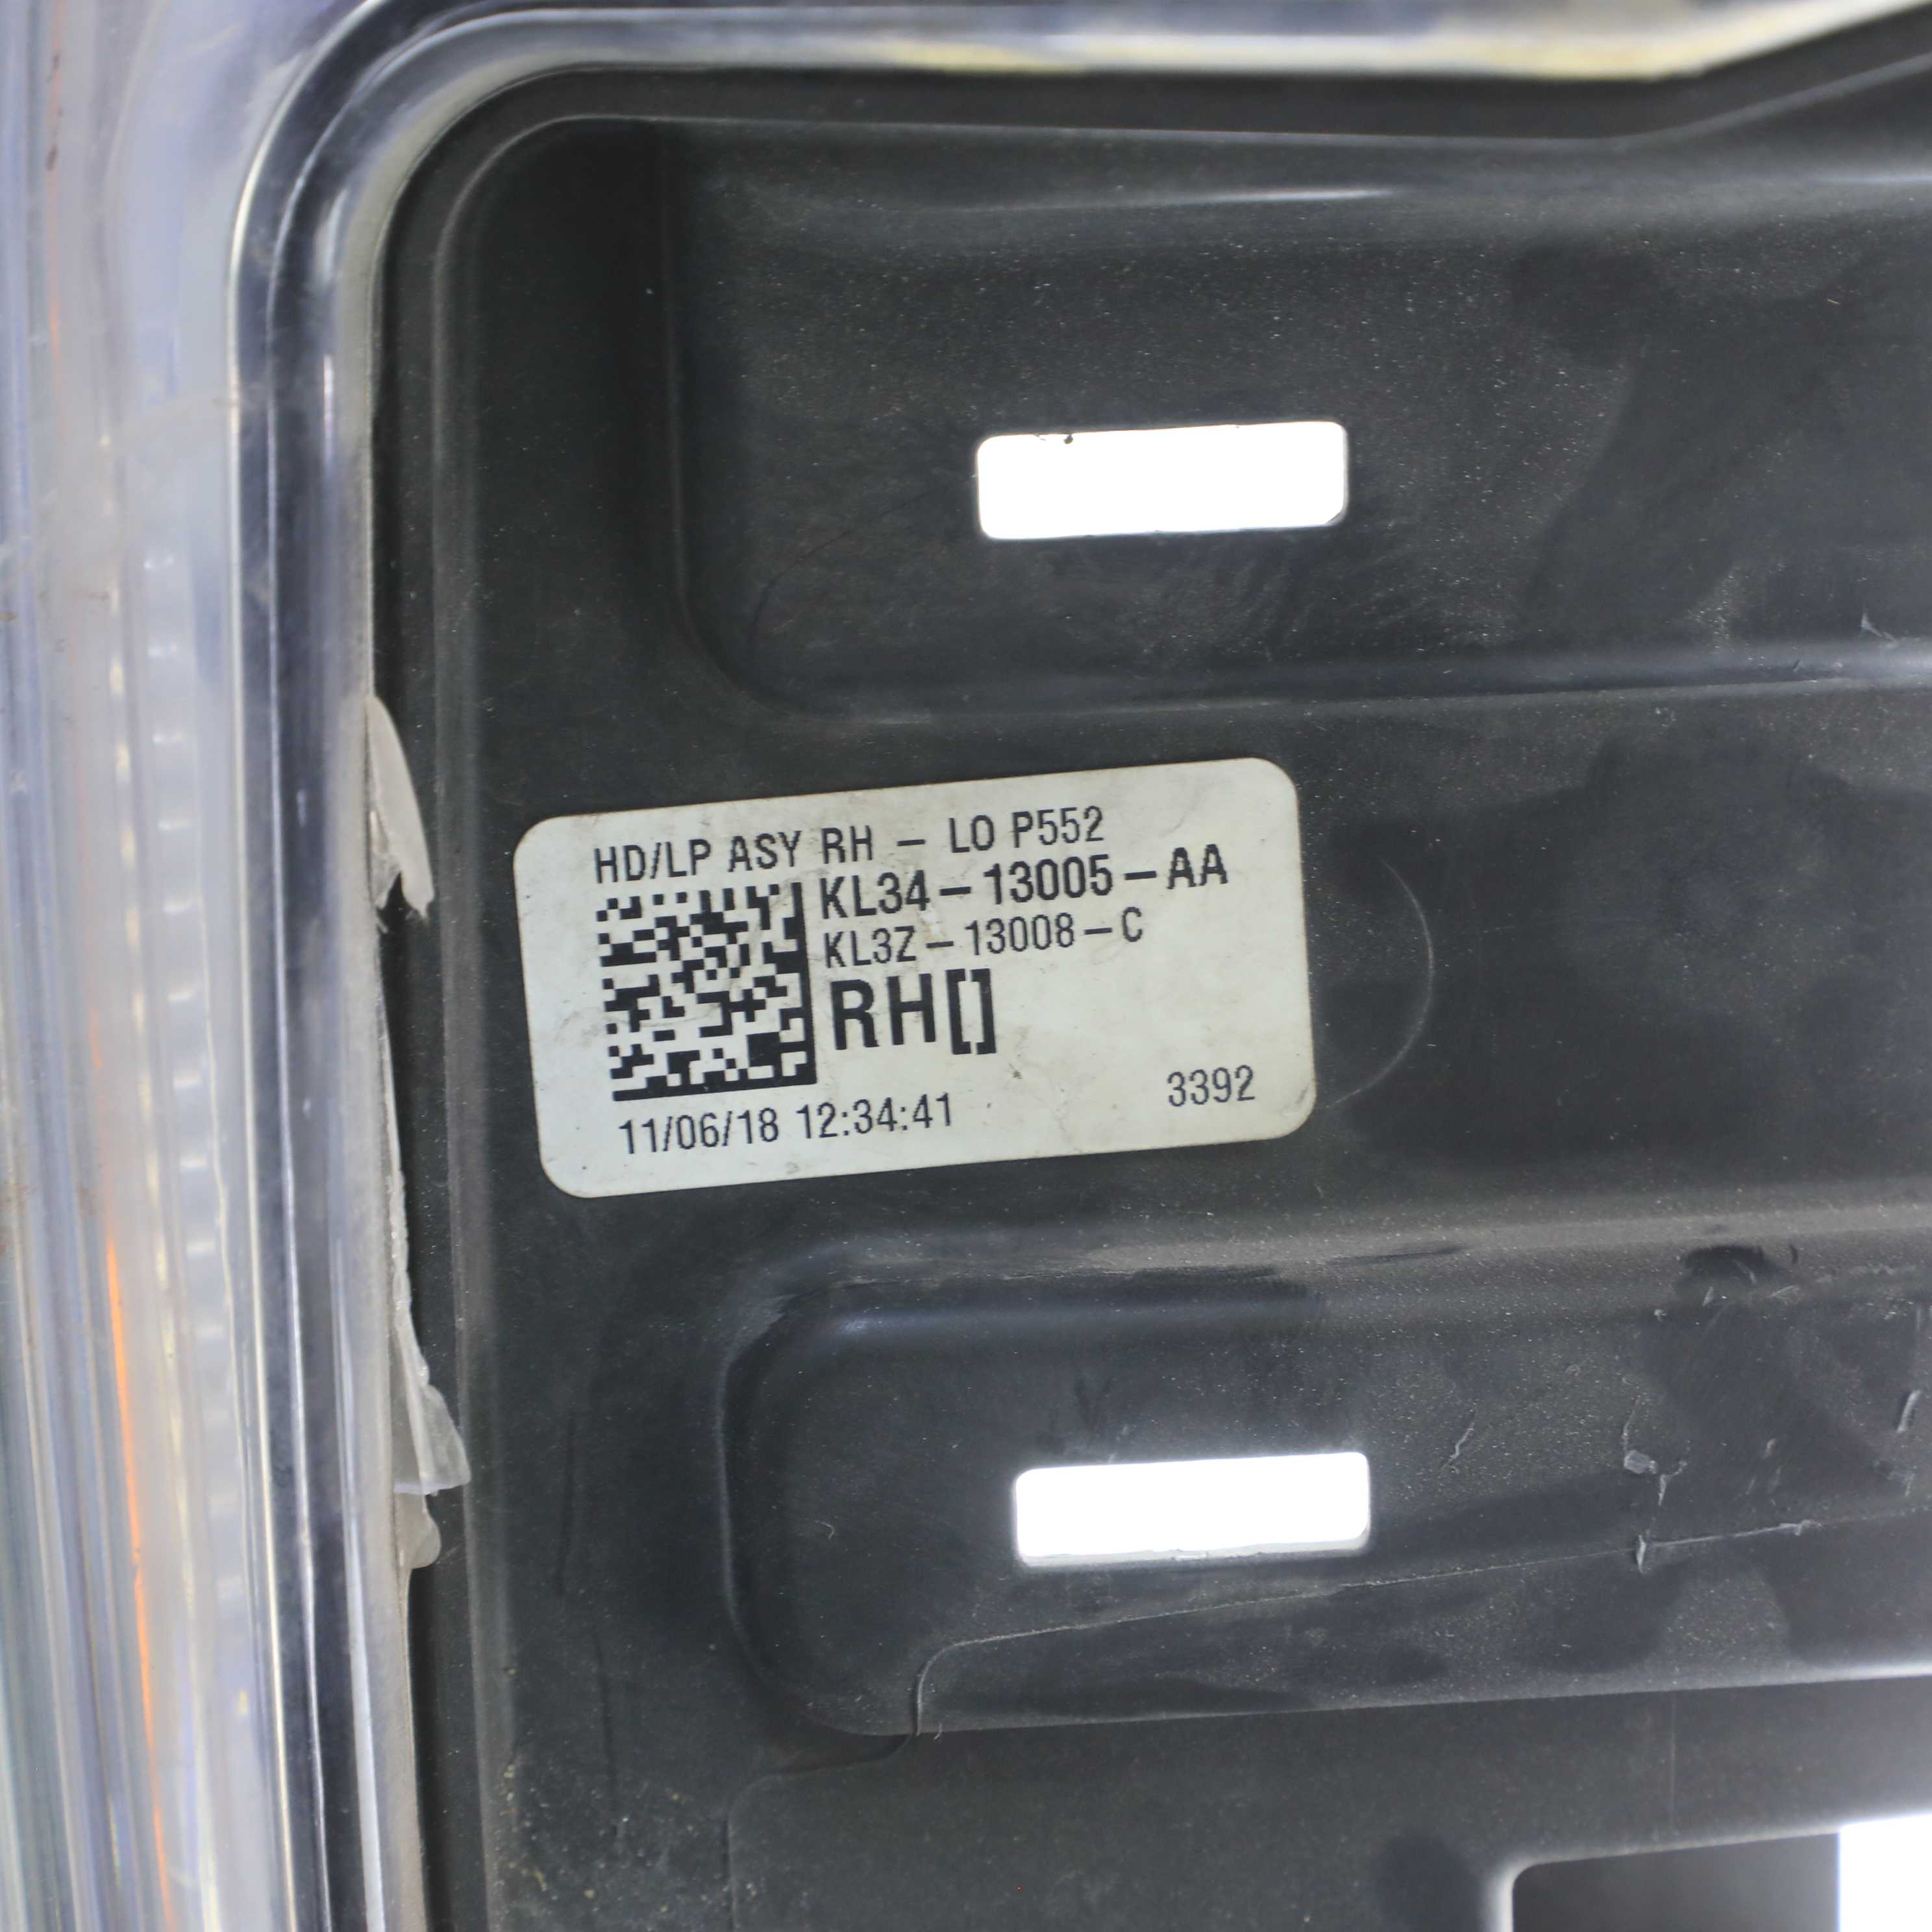 HD/LP ASY RH - LO P552
KL34-13005-AA
KL3Z-13008-C
RH[]
11/06/18 12:34:41
3392